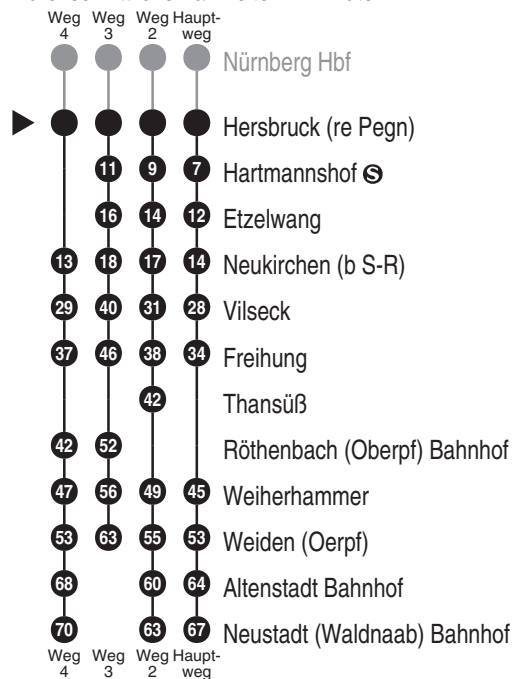 Weg Weg Weg Haupt-
4 3 2 weg
Nürnberg Hbf
Hersbruck (re Pegn)
11 9 7 Hartmannshof S
16 14 12 Etzelwang
13 18 17 14 Neukirchen (b S-R)
29 40 31 28 Vilseck
37 46 38 34 Freihung
42 Thansüß
42 52 Röthenbach (Oberpf) Bahnhof
47 56 49 45 Weiherhammer
53 63 55 53 Weiden (Oerpf)
68 60 64 Altenstadt Bahnhof
70 63 67 Neustadt (Waldnaab) Bahnhof
Weg Weg Weg Haupt-
4 3 2 weg